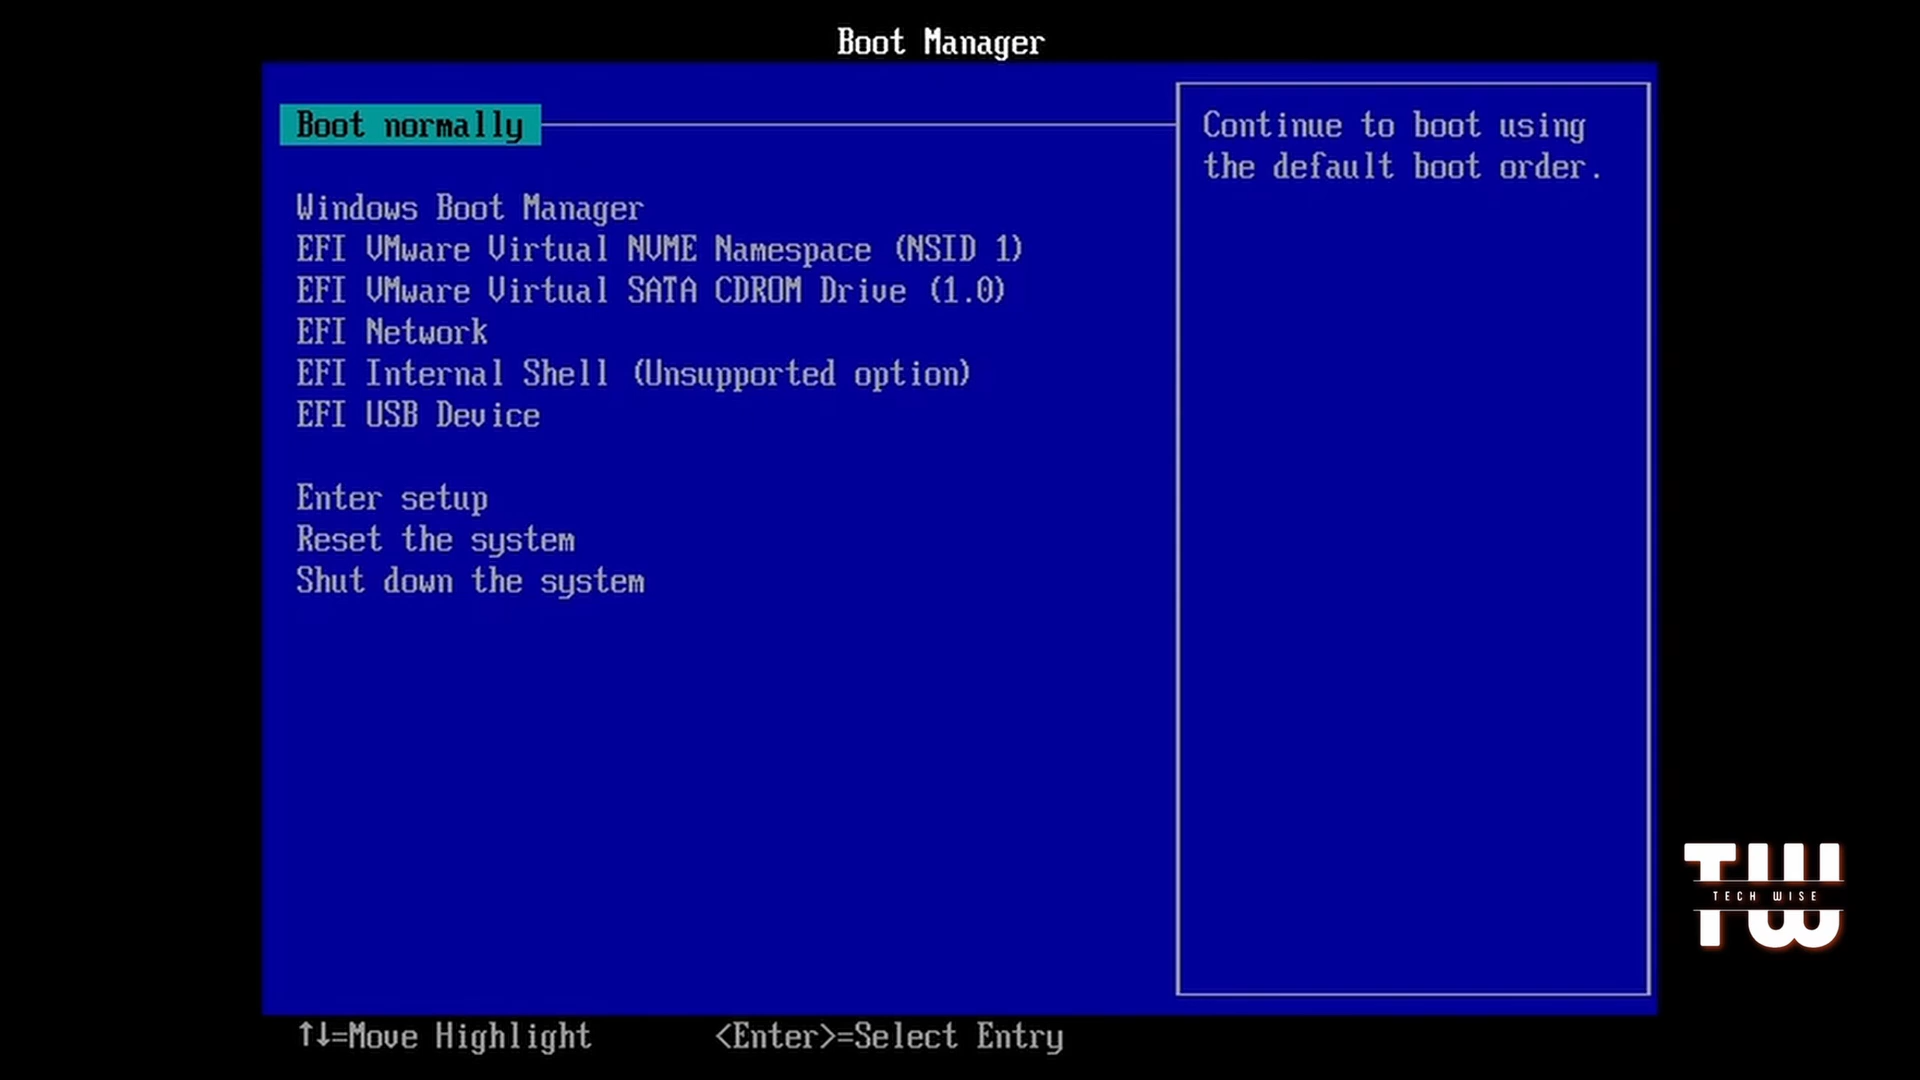 Boot Manager
Boot normally
Continue to boot using
the default boot order.
Windows Boot Manager
EFI VMware Virtual NVME Namespace (NSID 1)
EFI VMware Virtual SATA CDROM Drive (1.0)
EFI Network
EFI Internal Shell (Unsupported option)
EFI USB Device
Enter setup
Reset the system
Shut down the system
TW
TECH WISE
↑↓=Move Highlight
<Enter>=Select Entry